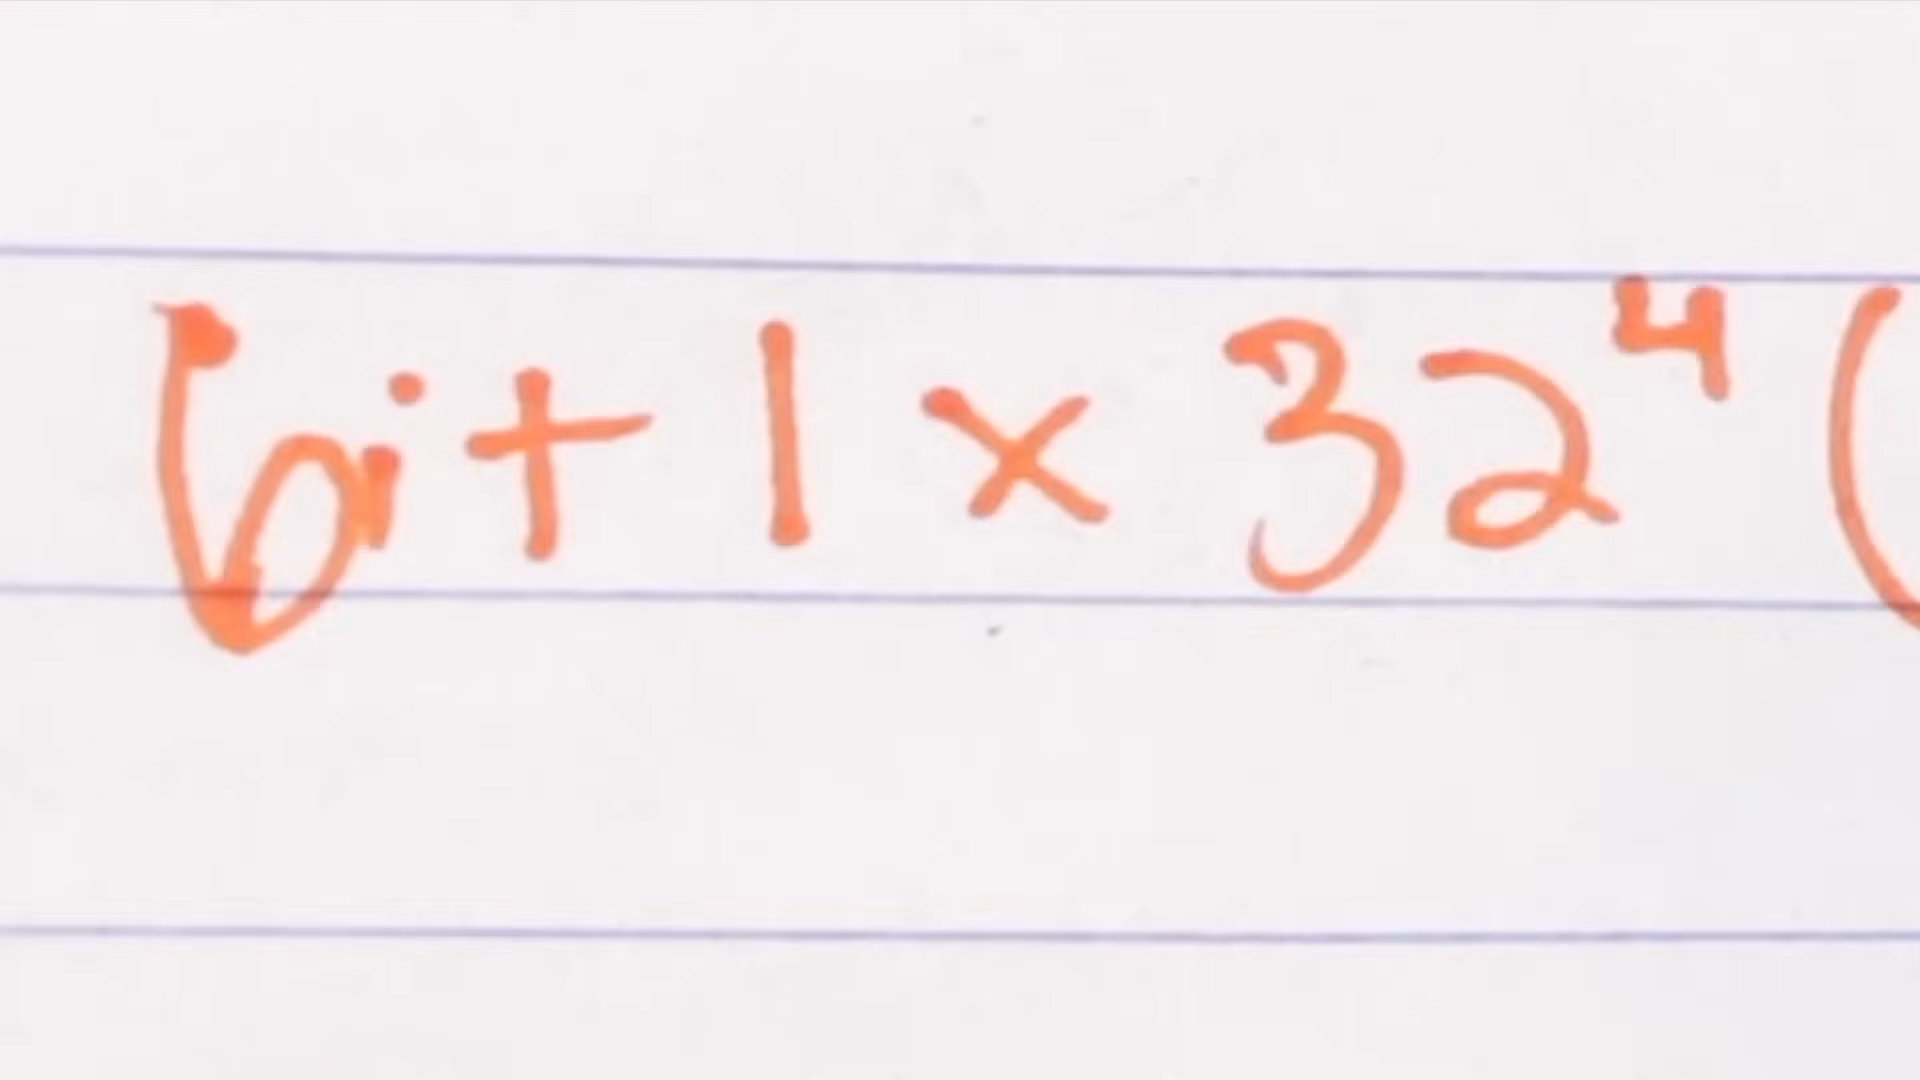 6i + 1 × 32⁴ (